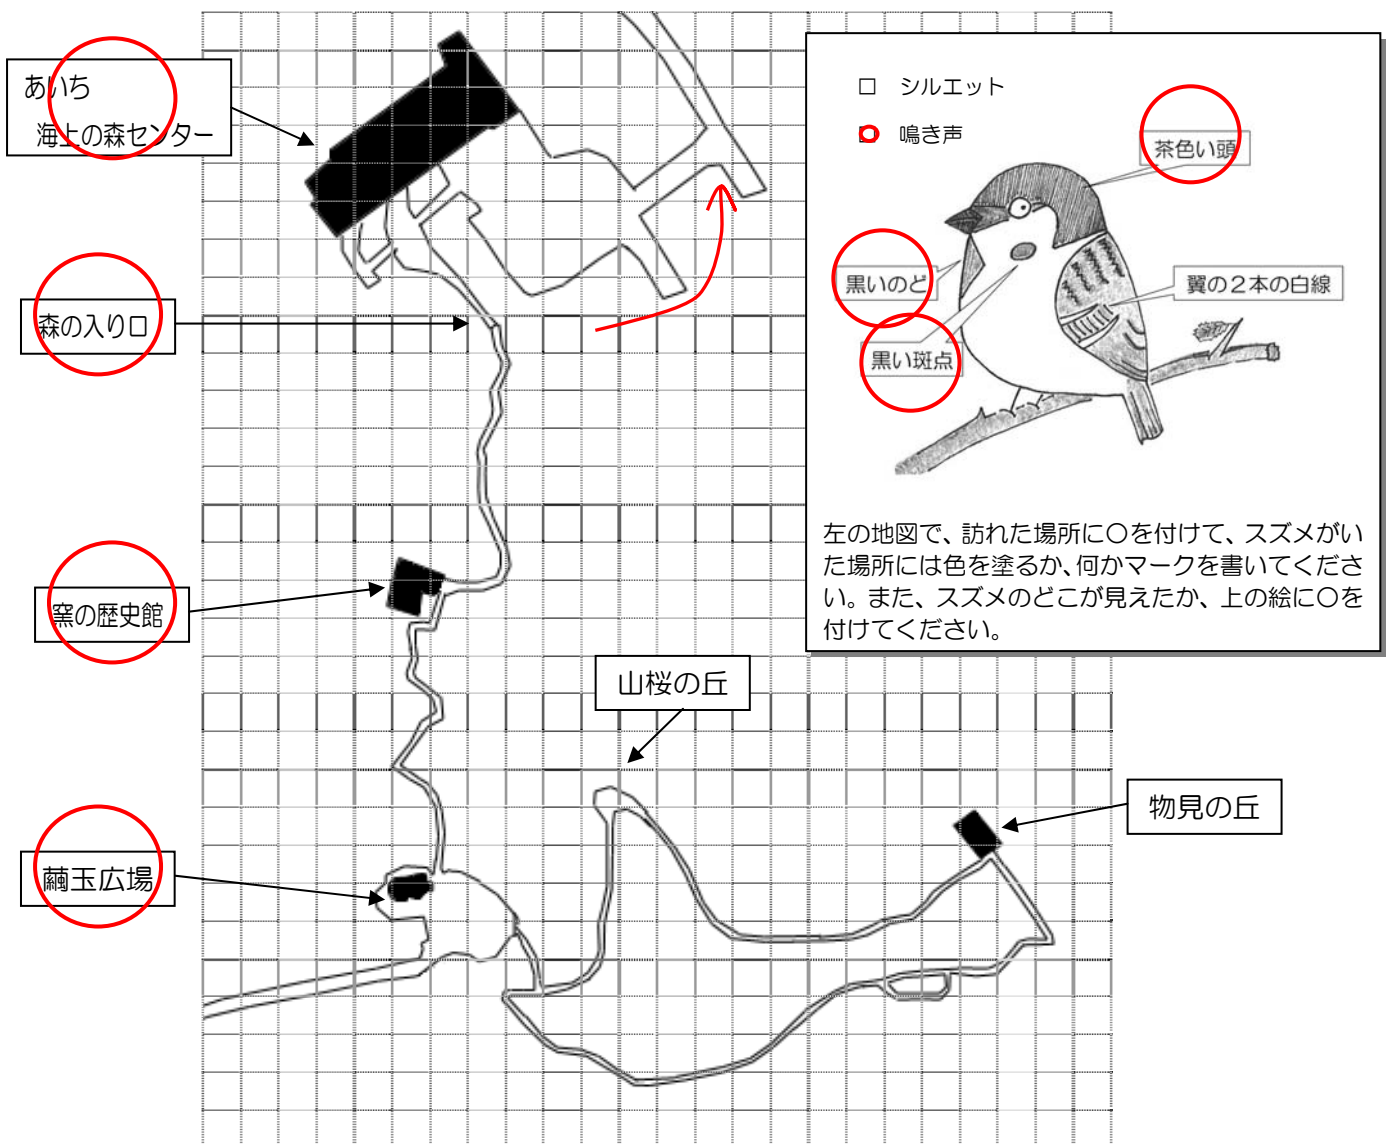 あいち
海上の森センター
森の入り口
窯の歴史館
繭玉広場
山桜の丘
物見の丘
□ シルエット
□ 鳴き声
茶色い頭
黒いのど
黒い斑点
翼の2本の白線
左の地図で、訪れた場所に〇を付けて、スズメがい
た場所には色を塗るか、何かマークを書いてくださ
い。また、スズメのどこが見えたか、上の絵に〇を
付けてください。